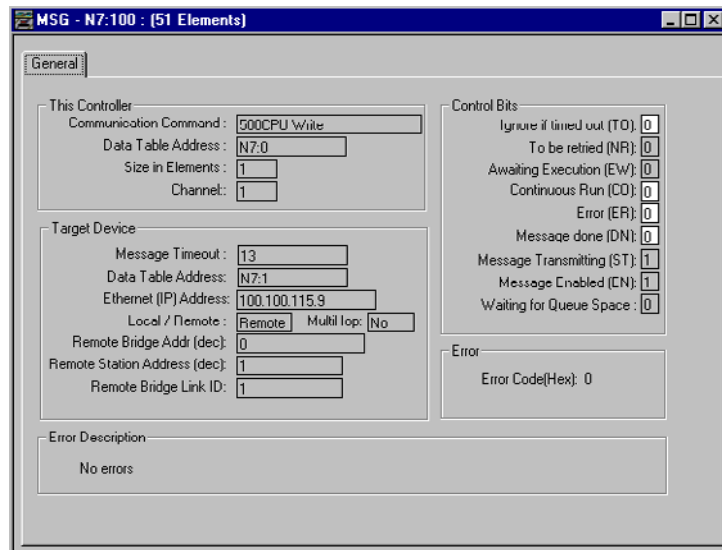 MSG - N7:100 : (51 Elements)
General
This Controller
Communication Command : 500CPU Write
Data Table Address : N7:0
Size in Elements : 1
Channel: 1
Target Device
Message Timeout : 13
Data Table Address: N7:1
Ethernet (IP) Address: 100.100.115.9
Local / Remote : Remote MultiHop: No
Remote Bridge Addr (dec): 0
Remote Station Address (dec): 1
Remote Bridge Link ID: 1
Control Bits
Ignore if timed out (TO): 0
To be retried (NR): 0
Awaiting Execution (EW): 0
Continuous Run (CO): 0
Error (ER): 0
Message done (DN): 0
Message Transmitting (ST): 1
Message Enabled (EN): 1
Waiting for Queue Space : 0
Error
Error Code(Hex): 0
Error Description
No errors